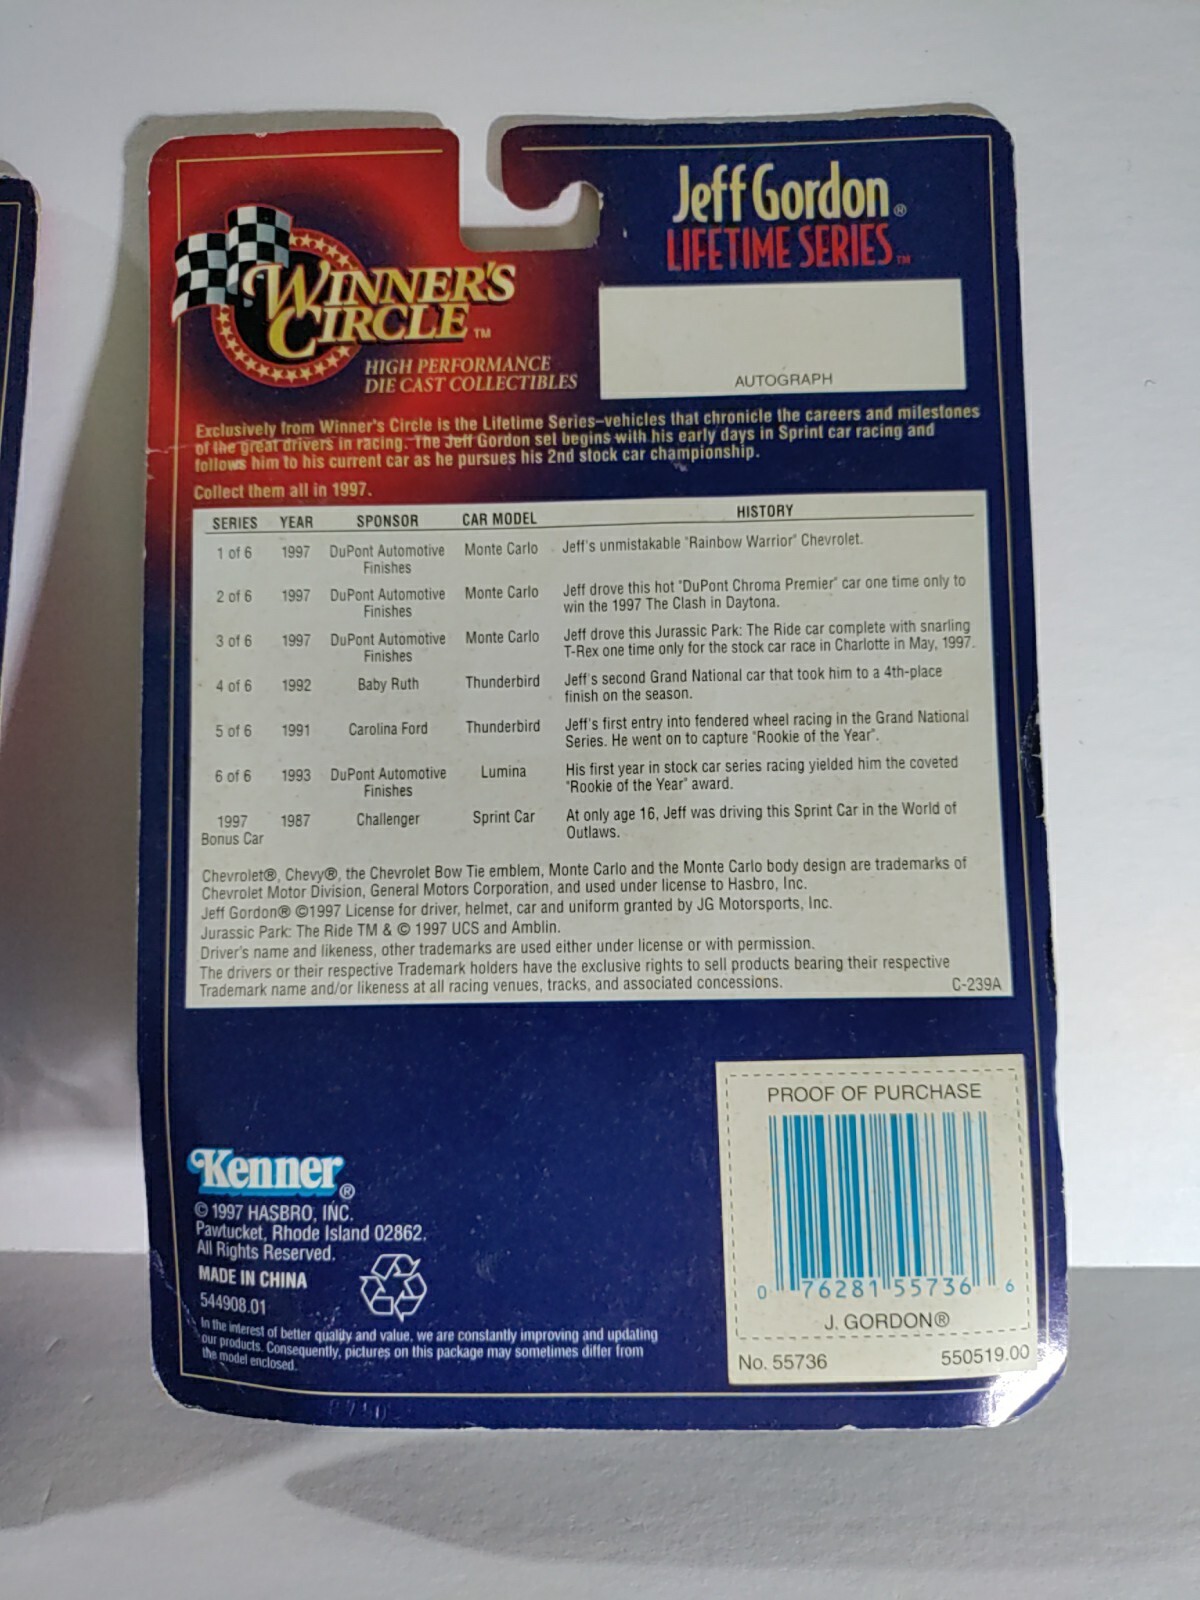 Jeff Gordon®
LIFETIME SERIES™
WINNER'S
CIRCLE™
HIGH PERFORMANCE
DIE CAST COLLECTIBLES
AUTOGRAPH
Exclusively from Winner's Circle is the Lifetime Series–vehicles that chronicle the careers and milestones
of the great drivers in racing. The Jeff Gordon set begins with his early days in Sprint car racing and
follows him to his current car as he pursues his 2nd stock car championship.
Collect them all in 1997.
SERIES YEAR SPONSOR CAR MODEL HISTORY
1 of 6 1997 DuPont Automotive Monte Carlo Jeff's unmistakable "Rainbow Warrior" Chevrolet.
Finishes
2 of 6 1997 DuPont Automotive Monte Carlo Jeff drove this hot "DuPont Chroma Premier" car one time only to
Finishes win the 1997 The Clash in Daytona.
3 of 6 1997 DuPont Automotive Monte Carlo Jeff drove this Jurassic Park: The Ride car complete with snarling
Finishes T-Rex one time only for the stock car race in Charlotte in May, 1997.
4 of 6 1992 Baby Ruth Thunderbird Jeff's second Grand National car that took him to a 4th-place
finish on the season.
5 of 6 1991 Carolina Ford Thunderbird Jeff's first entry into fendered wheel racing in the Grand National
Series. He went on to capture "Rookie of the Year".
6 of 6 1993 DuPont Automotive Lumina His first year in stock car series racing yielded him the coveted
Finishes "Rookie of the Year" award.
1997 1987 Challenger Sprint Car At only age 16, Jeff was driving this Sprint Car in the World of
Bonus Car Outlaws.
Chevrolet®, Chevy®, the Chevrolet Bow Tie emblem, Monte Carlo and the Monte Carlo body design are trademarks of
Chevrolet Motor Division, General Motors Corporation, and used under license to Hasbro, Inc.
Jeff Gordon® ©1997 License for driver, helmet, car and uniform granted by JG Motorsports, Inc.
Jurassic Park: The Ride TM & © 1997 UCS and Amblin.
Driver's name and likeness, other trademarks are used either under license or with permission.
The drivers or their respective Trademark holders have the exclusive rights to sell products bearing their respective
Trademark name and/or likeness at all racing venues, tracks, and associated concessions. C-239A
PROOF OF PURCHASE
0 76281 55736 6
J. GORDON®
No. 55736 550519.00
Kenner®
© 1997 HASBRO, INC.
Pawtucket, Rhode Island 02862.
All Rights Reserved.
MADE IN CHINA
544908.01
In the interest of better quality and value, we are constantly improving and updating
our products. Consequently, pictures on this package may sometimes differ from
the model enclosed.